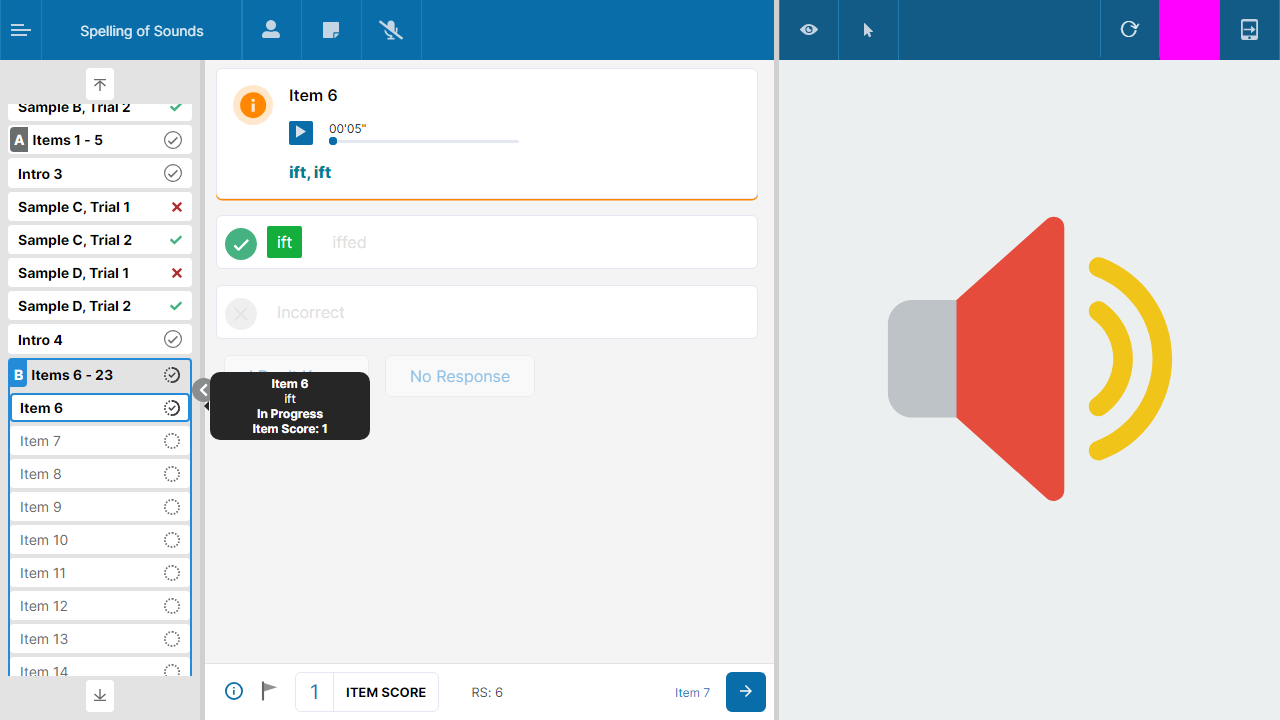 Spelling of Sounds
Sample B, Trial 2
A Items 1 - 5
Intro 3
Sample C, Trial 1
Sample C, Trial 2
Sample D, Trial 1
Sample D, Trial 2
Intro 4
B Items 6 - 23
Item 6
Item 7
Item 8
Item 9
Item 10
Item 11
Item 12
Item 13
Item 14
Item 6
00'05"
ift, ift
ift iffed
Incorrect
No Response
Item 6
ift
In Progress
Item Score: 1
1 ITEM SCORE RS: 6 Item 7